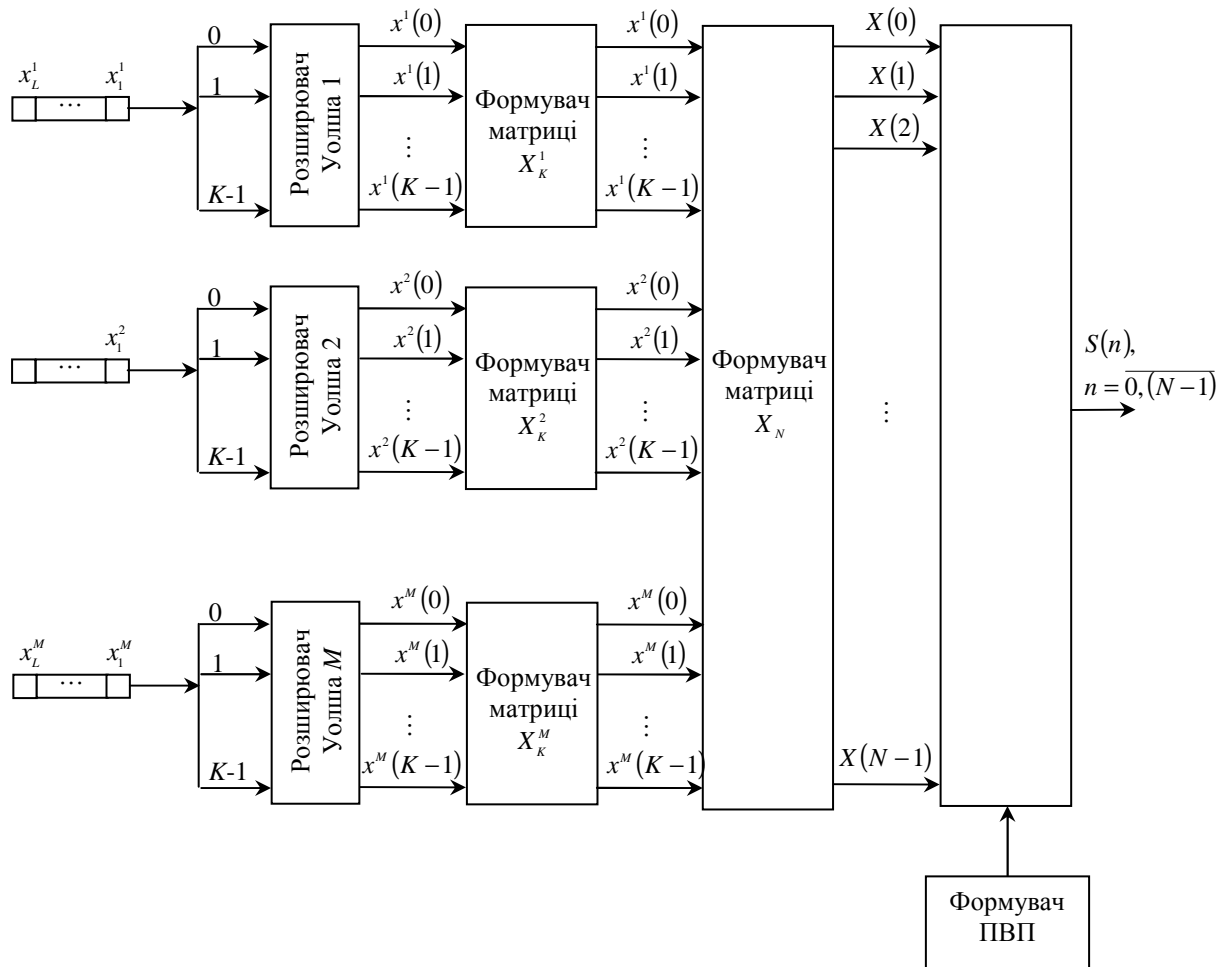 x_L^1 ... x_1^1
0
1
K-1
Розширювач
Уолша 1
x^1(0)
x^1(1)
⋮
x^1(K − 1)
Формувач
матриці
X_K^1
x^1(0)
x^1(1)
⋮
x^1(K − 1)
... x_1^2
0
1
K-1
Розширювач
Уолша 2
x^2(0)
x^2(1)
⋮
x^2(K − 1)
Формувач
матриці
X_K^2
x^2(0)
x^2(1)
⋮
x^2(K − 1)
x_L^M ... x_1^M
0
1
K-1
Розширювач
Уолша M
x^M(0)
x^M(1)
⋮
x^M(K − 1)
Формувач
матриці
X_K^M
x^M(0)
x^M(1)
⋮
x^M(K − 1)
Формувач
матриці
X_N
X(0)
X(1)
X(2)
⋮
X(N − 1)
S(n),
n = \overline{0, (N − 1)}
Формувач
ПВП